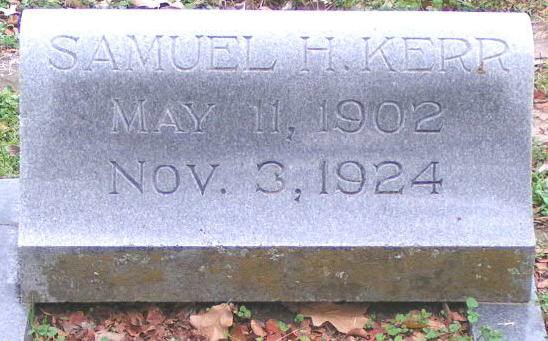 SAMUEL H. KERR
MAY 11, 1902
NOV. 3, 1924